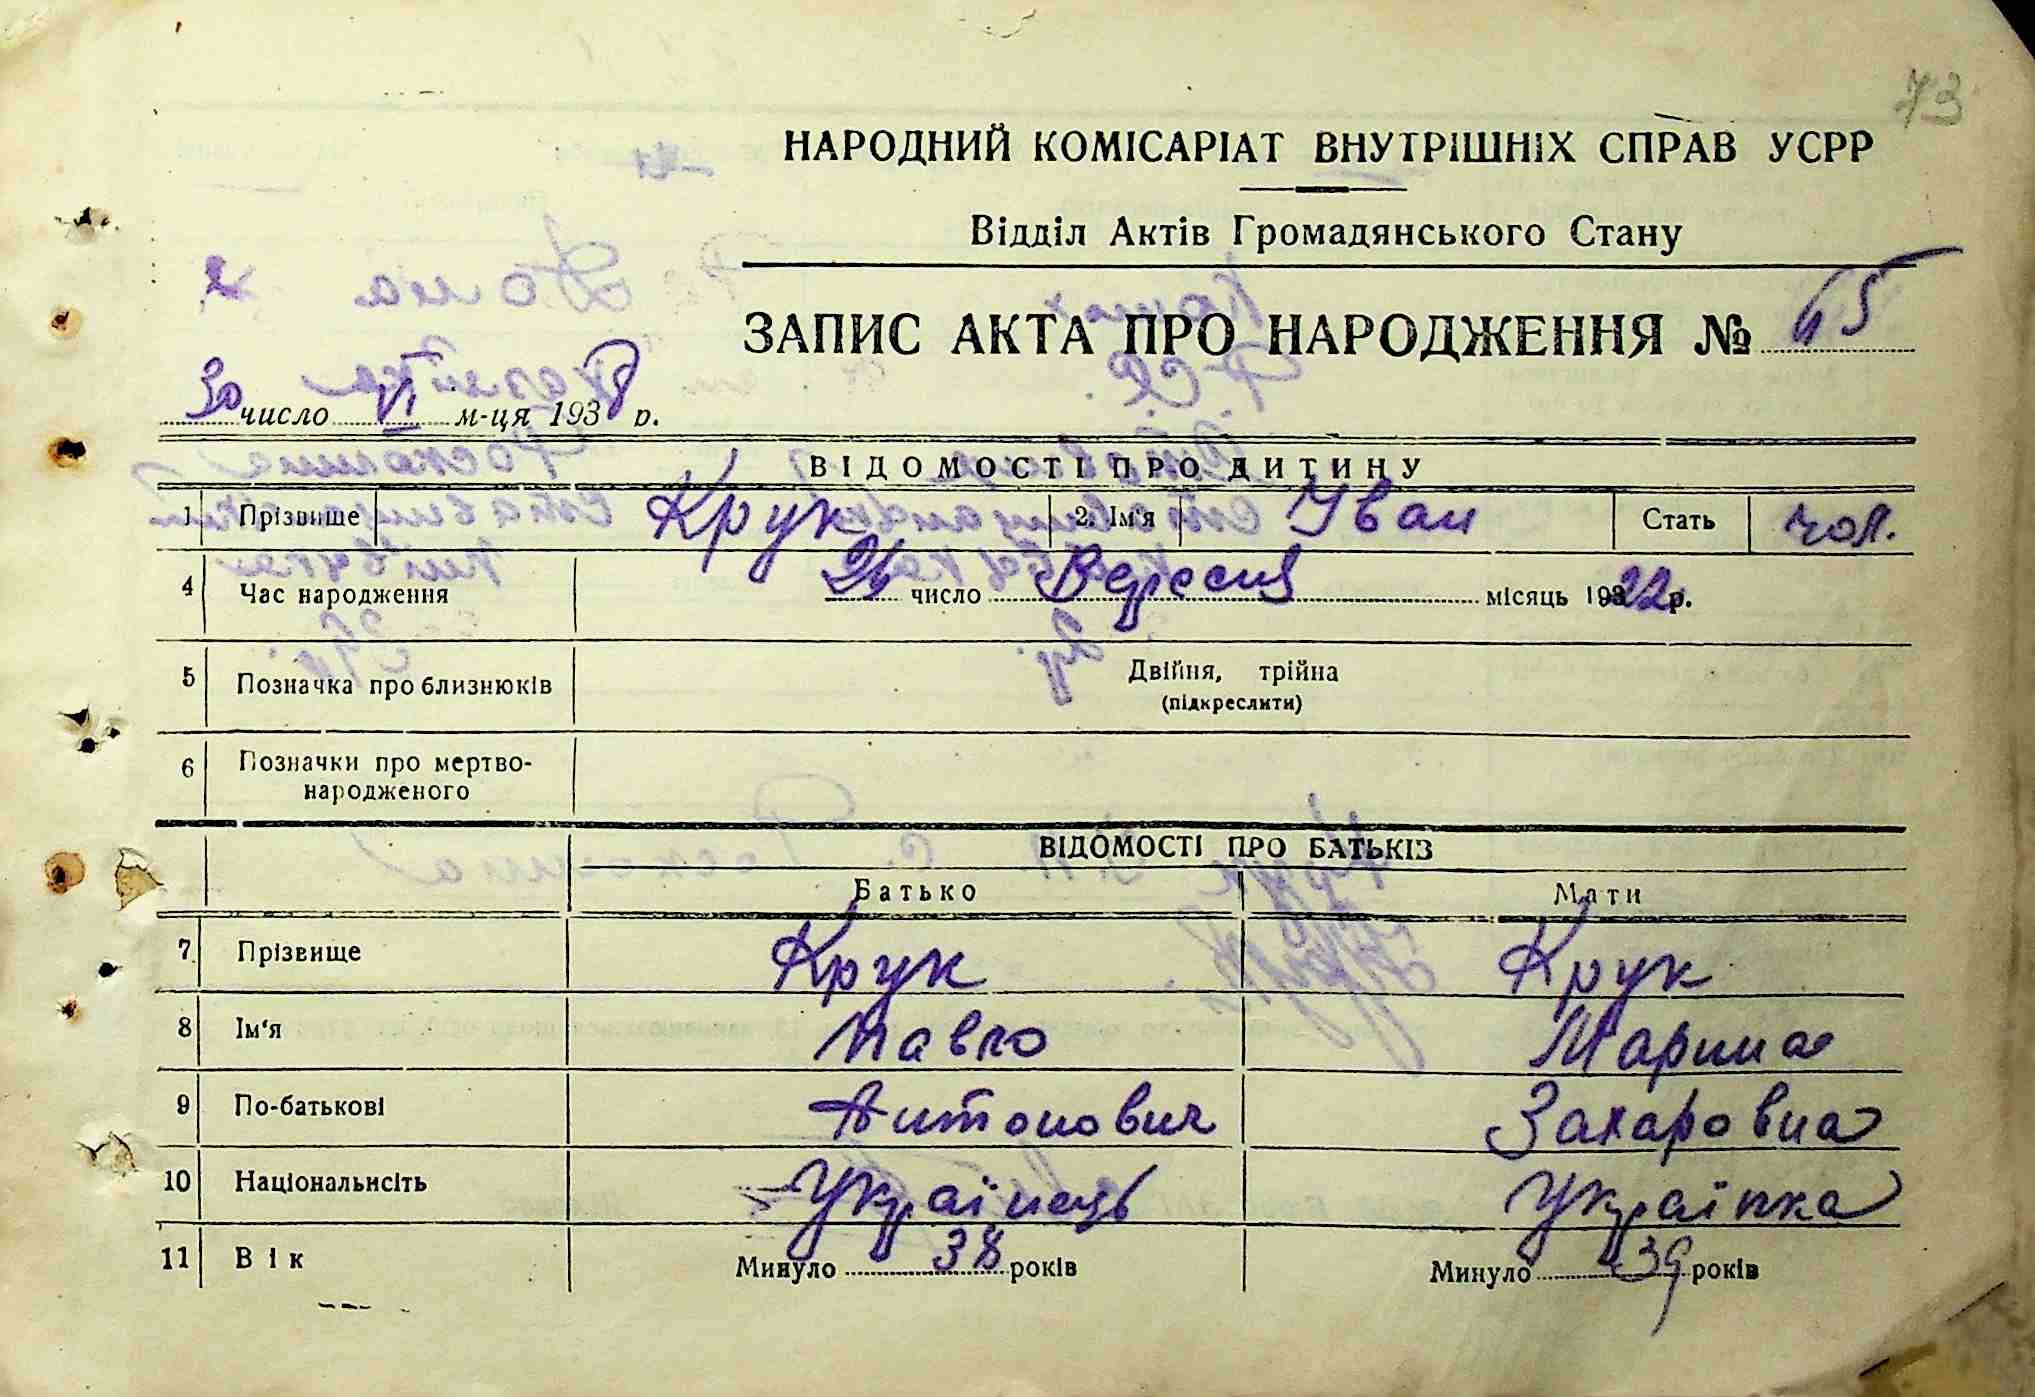 73
НАРОДНИЙ КОМІСАРІАТ ВНУТРІШНІХ СПРАВ УСРР
Відділ Актів Громадянського Стану
ЗАПИС АКТА ПРО НАРОДЖЕННЯ № 65
30 число VI м-ця 1938 р.
ВІДОМОСТІ ПРО ДИТИНУ
1 Прізвище Крук 2. Ім'я Іван Стать чол.
4 Час народження 26 число Вересня місяць 1922 р.
5 Позначка про близнюків Двійня, трійна
(підкреслити)
6 Позначки про мертво-
народженого
ВІДОМОСТІ ПРО БАТЬКІВ
Батько Мати
7 Прізвище Крук Крук
8 Ім'я Павло Марина
9 По-батькові Антонович Захаровна
10 Національність Українець Українка
11 Вік Минуло 38 років Минуло 39 років